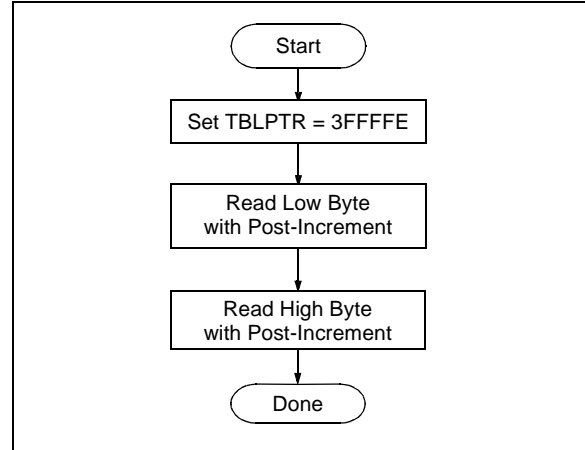 Start
Set TBLPTR = 3FFFFE
Read Low Byte
with Post-Increment
Read High Byte
with Post-Increment
Done